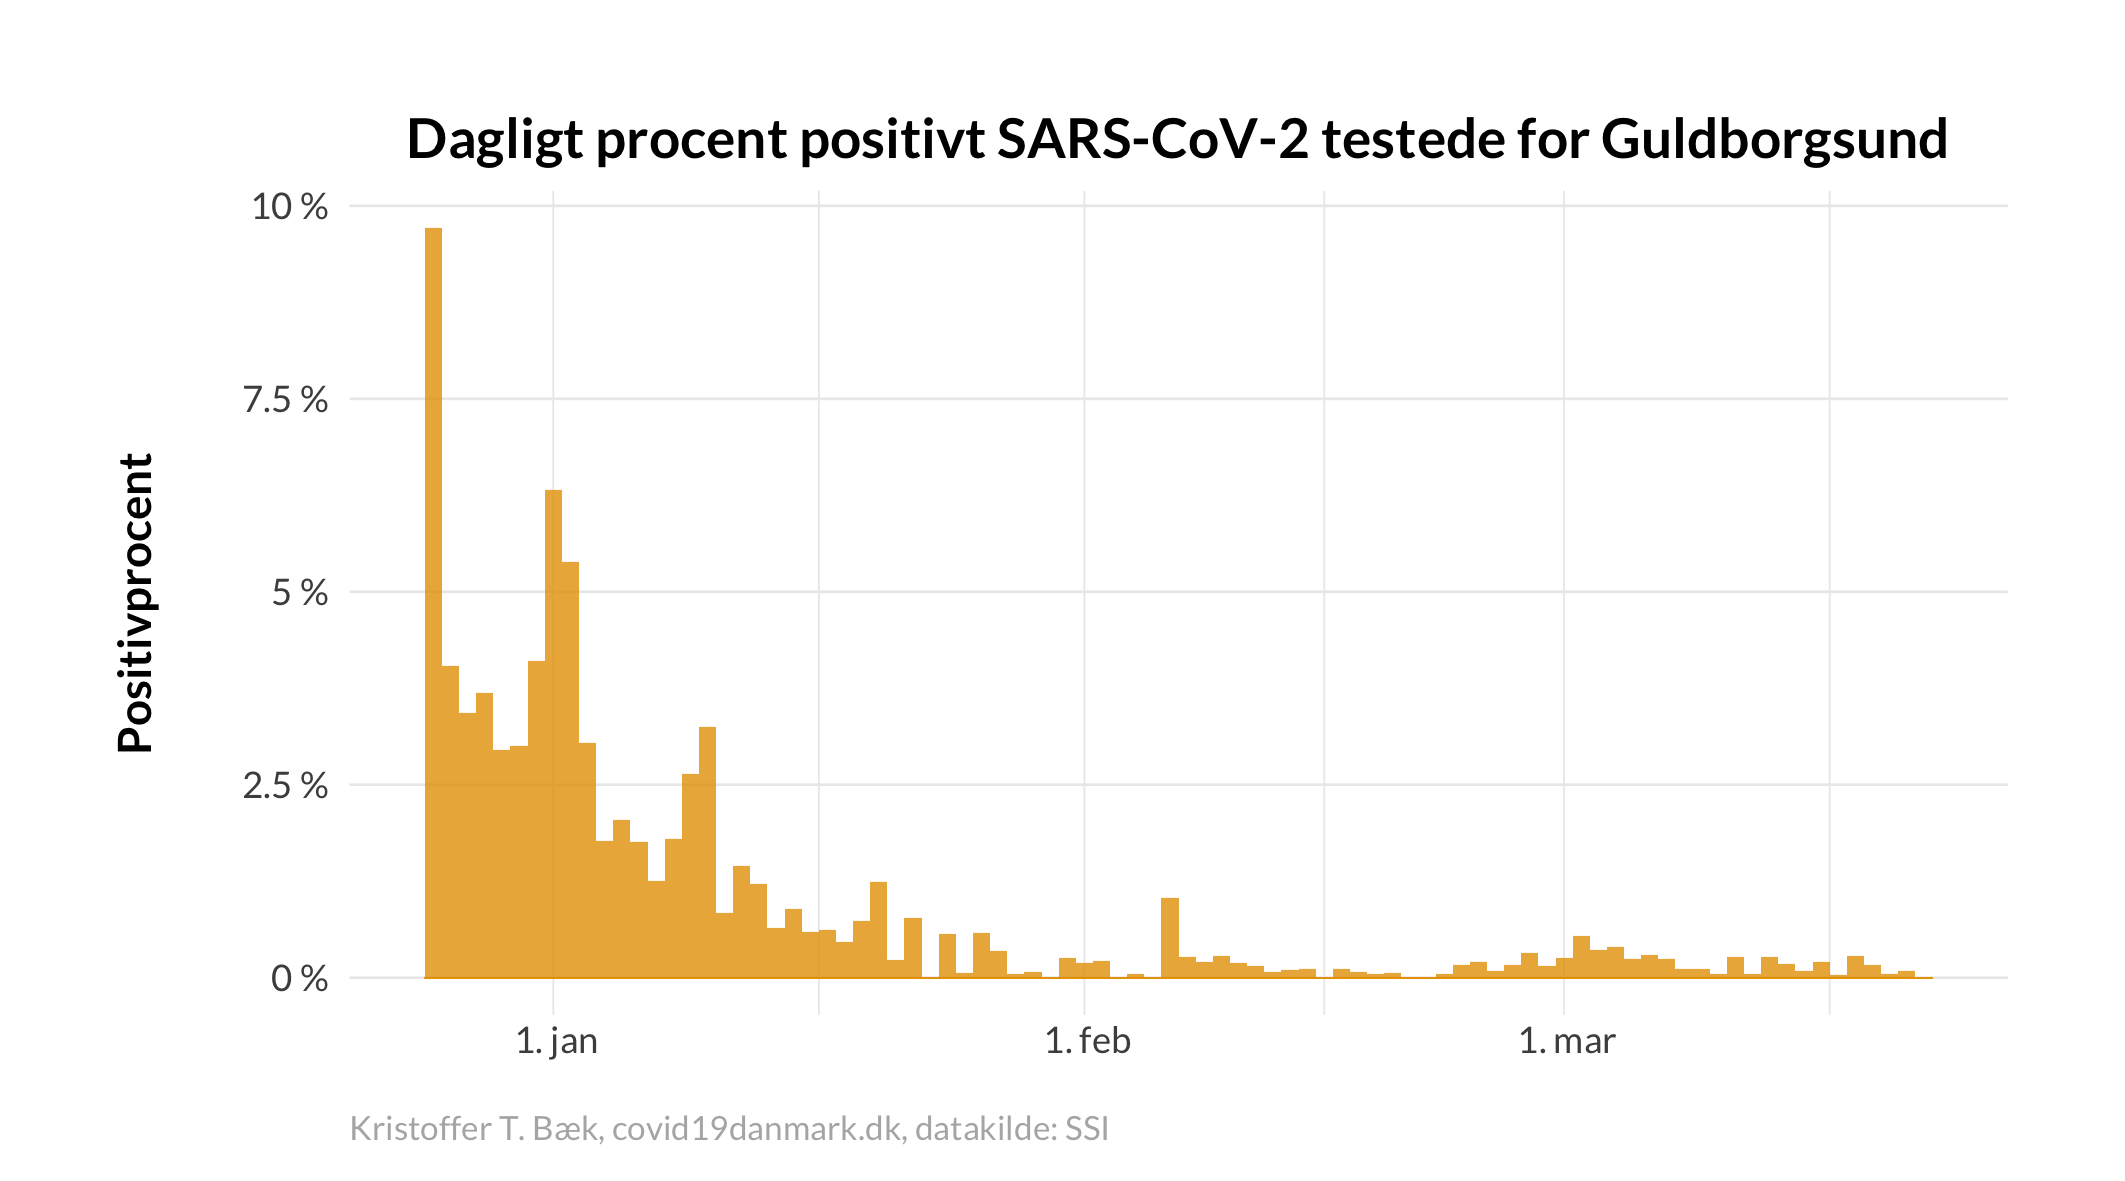 Dagligt procent positivt SARS-CoV-2 testede for Guldborgsund
Positivprocent
10 %
7.5 %
5 %
2.5 %
0 %
1. jan
1. feb
1. mar
Kristoffer T. Bæk, covid19danmark.dk, datakilde: SSI